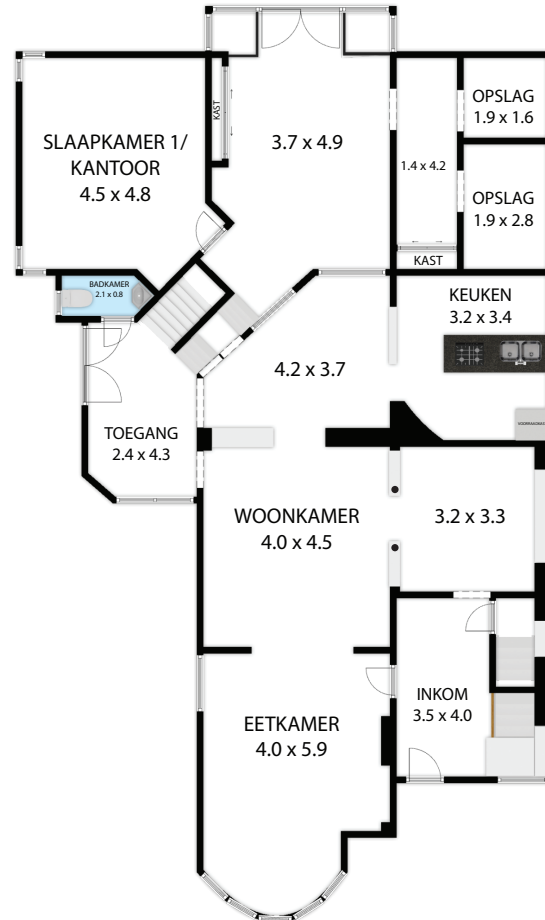 SLAAPKAMER 1/
KANTOOR
4.5 x 4.8
KAST
3.7 x 4.9
1.4 x 4.2
KAST
OPSLAG
1.9 x 1.6
OPSLAG
1.9 x 2.8
BADKAMER
2.1 x 0.8
KEUKEN
3.2 x 3.4
4.2 x 3.7
TOEGANG
2.4 x 4.3
WOONKAMER
4.0 x 4.5
3.2 x 3.3
EETKAMER
4.0 x 5.9
INKOM
3.5 x 4.0